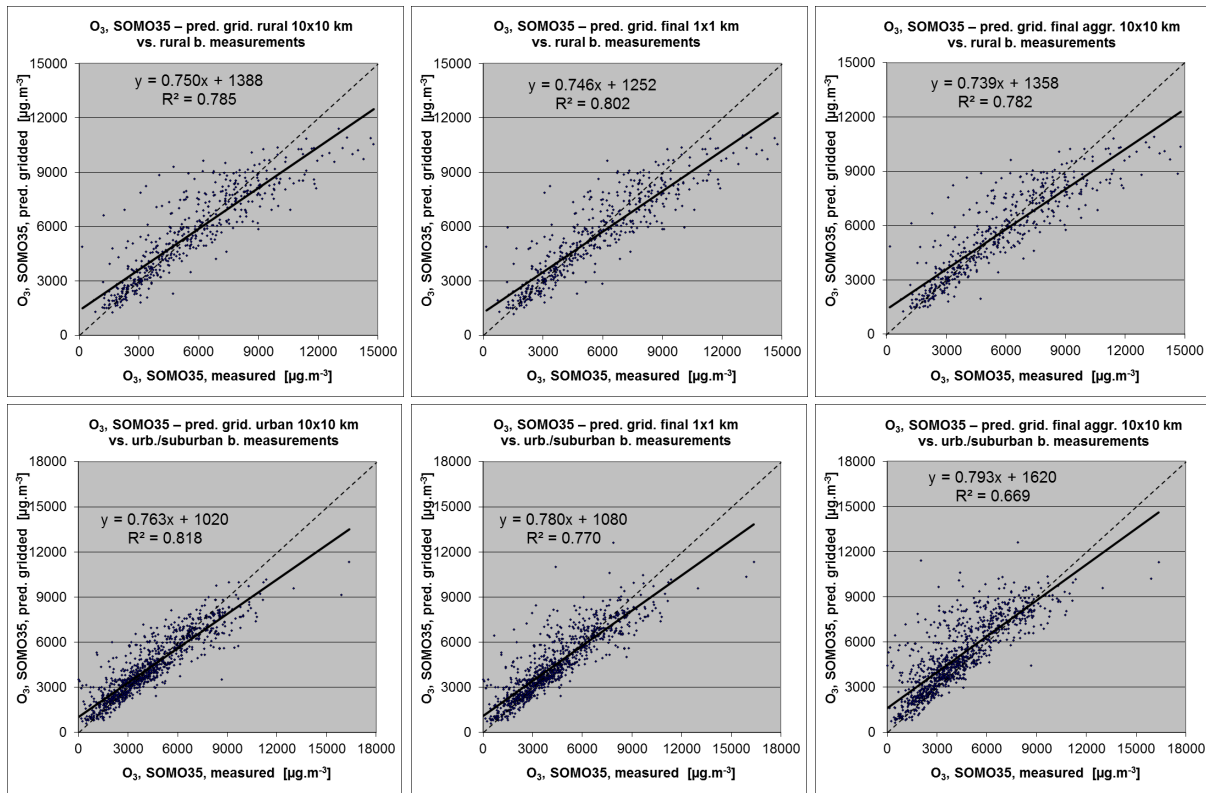 O₃, SOMO35 – pred. grid. rural 10x10 km
vs. rural b. measurements
O₃, SOMO35, pred. gridded [µg.m⁻³]
15000
12000
9000
6000
3000
0
y = 0.750x + 1388
R² = 0.785
0 3000 6000 9000 12000 15000
O₃, SOMO35, measured [µg.m⁻³]
O₃, SOMO35 – pred. grid. final 1x1 km
vs. rural b. measurements
O₃, SOMO35, pred. gridded [µg.m⁻³]
15000
12000
9000
6000
3000
0
y = 0.746x + 1252
R² = 0.802
0 3000 6000 9000 12000 15000
O₃, SOMO35, measured [µg.m⁻³]
O₃, SOMO35 – pred. grid final aggr. 10x10 km
vs. rural b. measurements
O₃, SOMO35, pred. gridded [µg.m⁻³]
15000
12000
9000
6000
3000
0
y = 0.739x + 1358
R² = 0.782
0 3000 6000 9000 12000 15000
O₃, SOMO35, measured [µg.m⁻³]
O₃, SOMO35 – pred. grid. urban 10x10 km
vs. urb./suburban b. measurements
O₃, SOMO35, pred. gridded [µg.m⁻³]
18000
15000
12000
9000
6000
3000
0
y = 0.763x + 1020
R² = 0.818
0 3000 6000 9000 12000 15000 18000
O₃, SOMO35, measured [µg.m⁻³]
O₃, SOMO35 – pred. grid. final 1x1 km
vs. urb./suburban b. measurements
O₃, SOMO35, pred. gridded [µg.m⁻³]
18000
15000
12000
9000
6000
3000
0
y = 0.780x + 1080
R² = 0.770
0 3000 6000 9000 12000 15000 18000
O₃, SOMO35, measured [µg.m⁻³]
O₃, SOMO35 – pred. grid final aggr. 10x10 km
vs. urb./suburban b. measurements
O₃, SOMO35, pred. gridded [µg.m⁻³]
18000
15000
12000
9000
6000
3000
0
y = 0.793x + 1620
R² = 0.669
0 3000 6000 9000 12000 15000 18000
O₃, SOMO35, measured [µg.m⁻³]